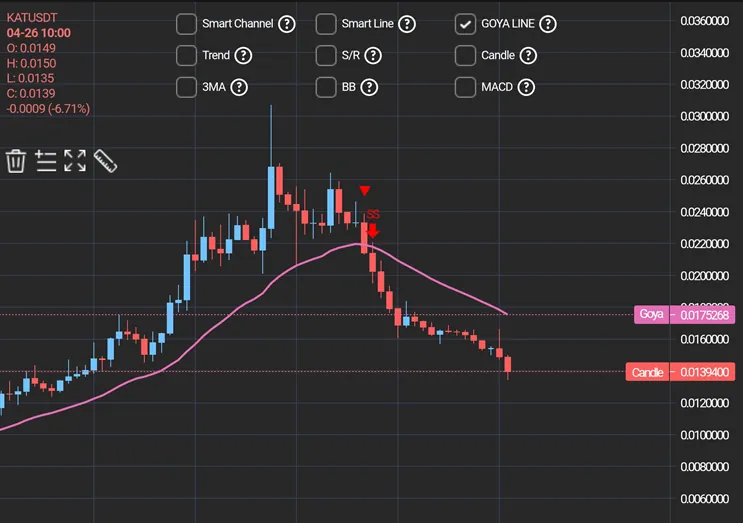 KATUSDT
04-26 10:00
O: 0.0149
H: 0.0150
L: 0.0135
C: 0.0139
-0.0009 (-6.71%)
Smart Channel ?
Smart Line ?
GOYA LINE ?
Trend ?
S/R ?
Candle ?
3MA ?
BB ?
MACD ?
SS
0.0360000
0.0340000
0.0320000
0.0300000
0.0280000
0.0260000
0.0240000
0.0220000
0.0200000
Goya 0.0175268
0.0160000
Candle 0.0139400
0.0120000
0.0100000
0.0080000
0.0060000